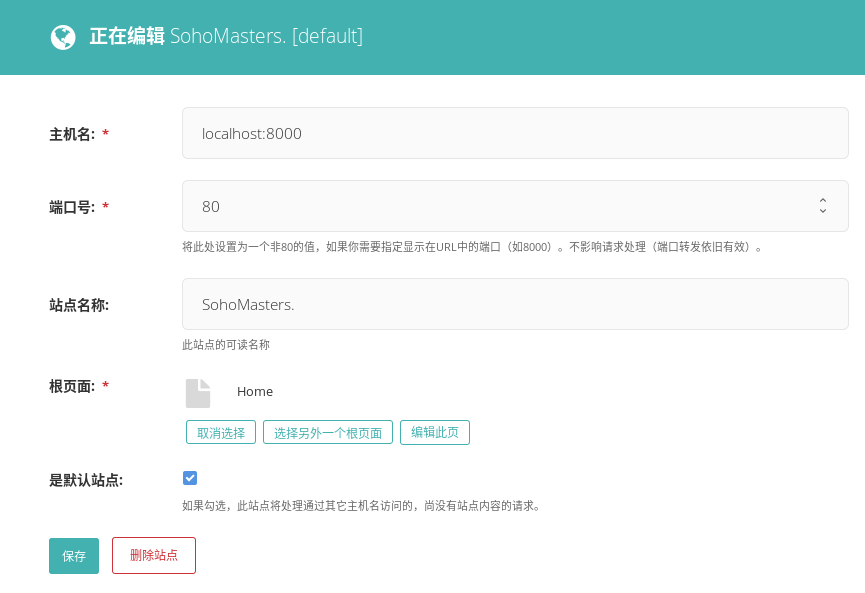 正在编辑 SohoMasters. [default]
主机名: *
localhost:8000
端口号: *
80
将此处设置为一个非80的值，如果你需要指定显示在URL中的端口（如8000）。不影响请求处理（端口转发依旧有效）。
站点名称:
SohoMasters.
此站点的可读名称
根页面: *
Home
取消选择 选择另外一个根页面 编辑此页
是默认站点:
如果勾选，此站点将处理通过其它主机名访问的，尚没有站点内容的请求。
保存 删除站点